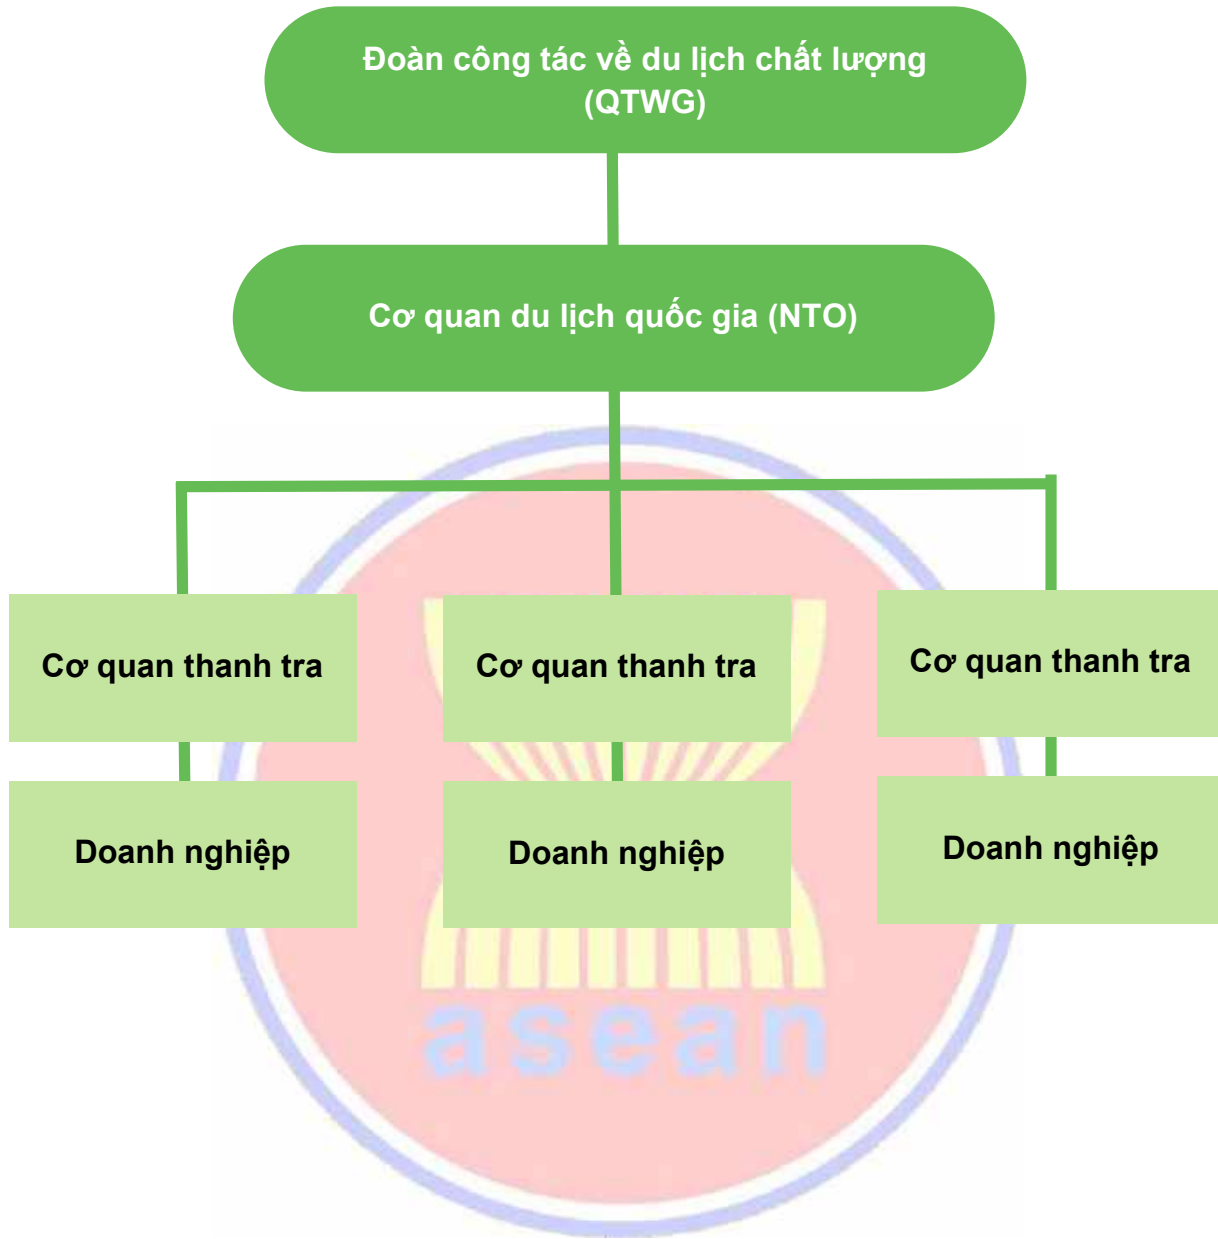 Đoàn công tác về du lịch chất lượng
(QTWG)
Cơ quan du lịch quốc gia (NTO)
Cơ quan thanh tra
Cơ quan thanh tra
Cơ quan thanh tra
Doanh nghiệp
Doanh nghiệp
Doanh nghiệp
asean